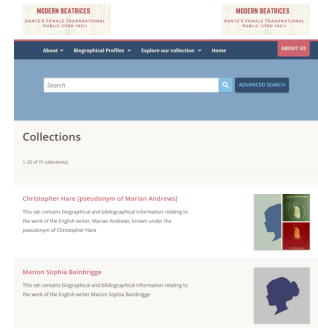 MODERN BEATRICES
DANTE'S FEMALE TRANSNATIONAL
PUBLIC (1780-1921)
MODERN BEATRICES
DANTE'S FEMALE TRANSNATIONAL
PUBLIC (1780-1921)
About
Biographical Profiles
Explore our collection
Home
ABOUT US
Search
ADVANCED SEARCH
Collections
1–25 of 75 collection(s)
Christopher Hare [pseudonym of Marian Andrews]
This set contains biographical and bibliographical information relating to
the work of the English writer, Marian Andrews, known under the
pseudonym of Christopher Hare
Marion Sophia Bainbrigge
This set contains biographical and bibliographical information relating to
the work of the English writer Marion Sophia Bainbrigge